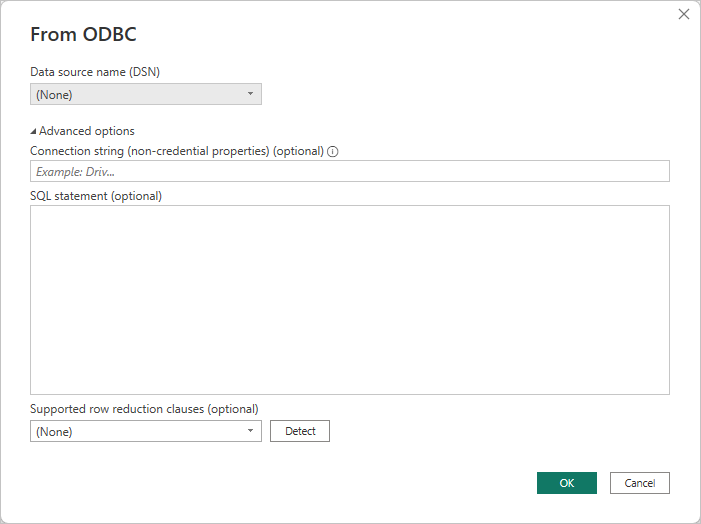 From ODBC
Data source name (DSN)
(None)
Advanced options
Connection string (non-credential properties) (optional)
Example: Driv...
SQL statement (optional)
Supported row reduction clauses (optional)
(None)
Detect
OK
Cancel